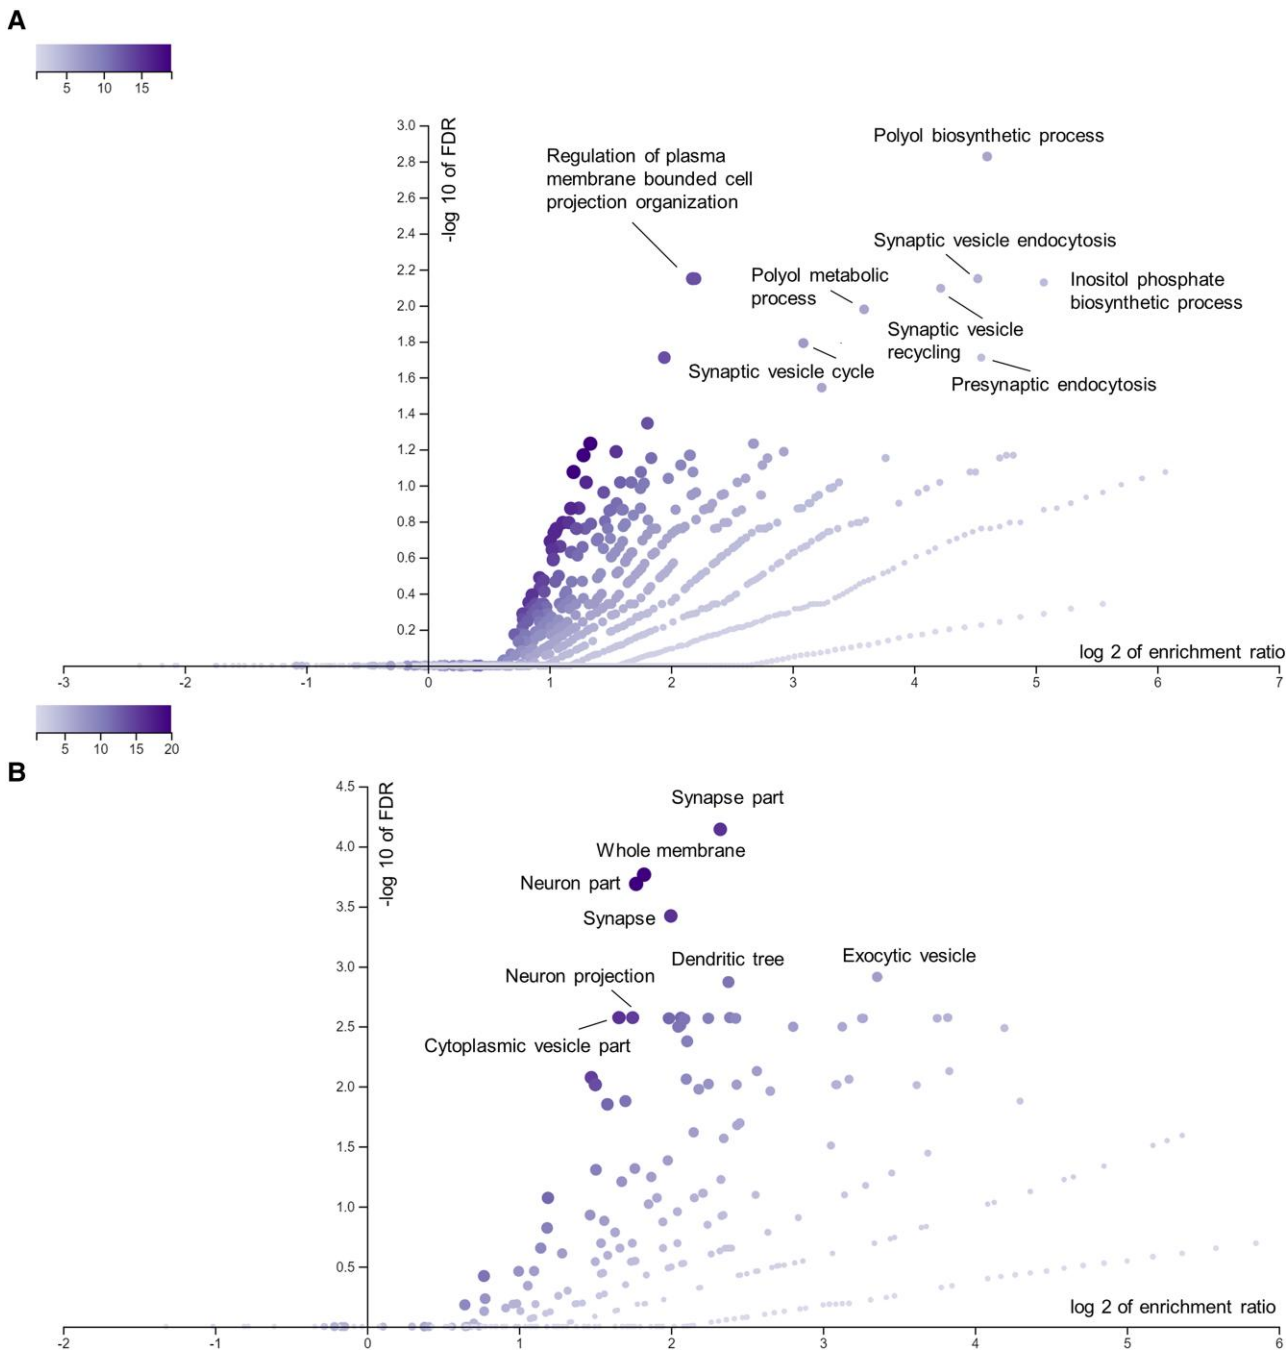 A
5 10 15
3.0
2.8
2.6
2.4
2.2
2.0
1.8
1.6
1.4
1.2
1.0
0.8
0.6
0.4
0.2
-log 10 of FDR
Polyol biosynthetic process
Regulation of plasma
membrane bounded cell
projection organization
Synaptic vesicle endocytosis
Polyol metabolic
process
Inositol phosphate
biosynthetic process
Synaptic vesicle
recycling
Synaptic vesicle cycle
Presynaptic endocytosis
log 2 of enrichment ratio
-3 -2 -1 0 1 2 3 4 5 6 7
5 10 15 20
B
4.5
4.0
3.5
3.0
2.5
2.0
1.5
1.0
0.5
-log 10 of FDR
Synapse part
Whole membrane
Neuron part
Synapse
Dendritic tree
Exocytic vesicle
Neuron projection
Cytoplasmic vesicle part
log 2 of enrichment ratio
-2 -1 0 1 2 3 4 5 6